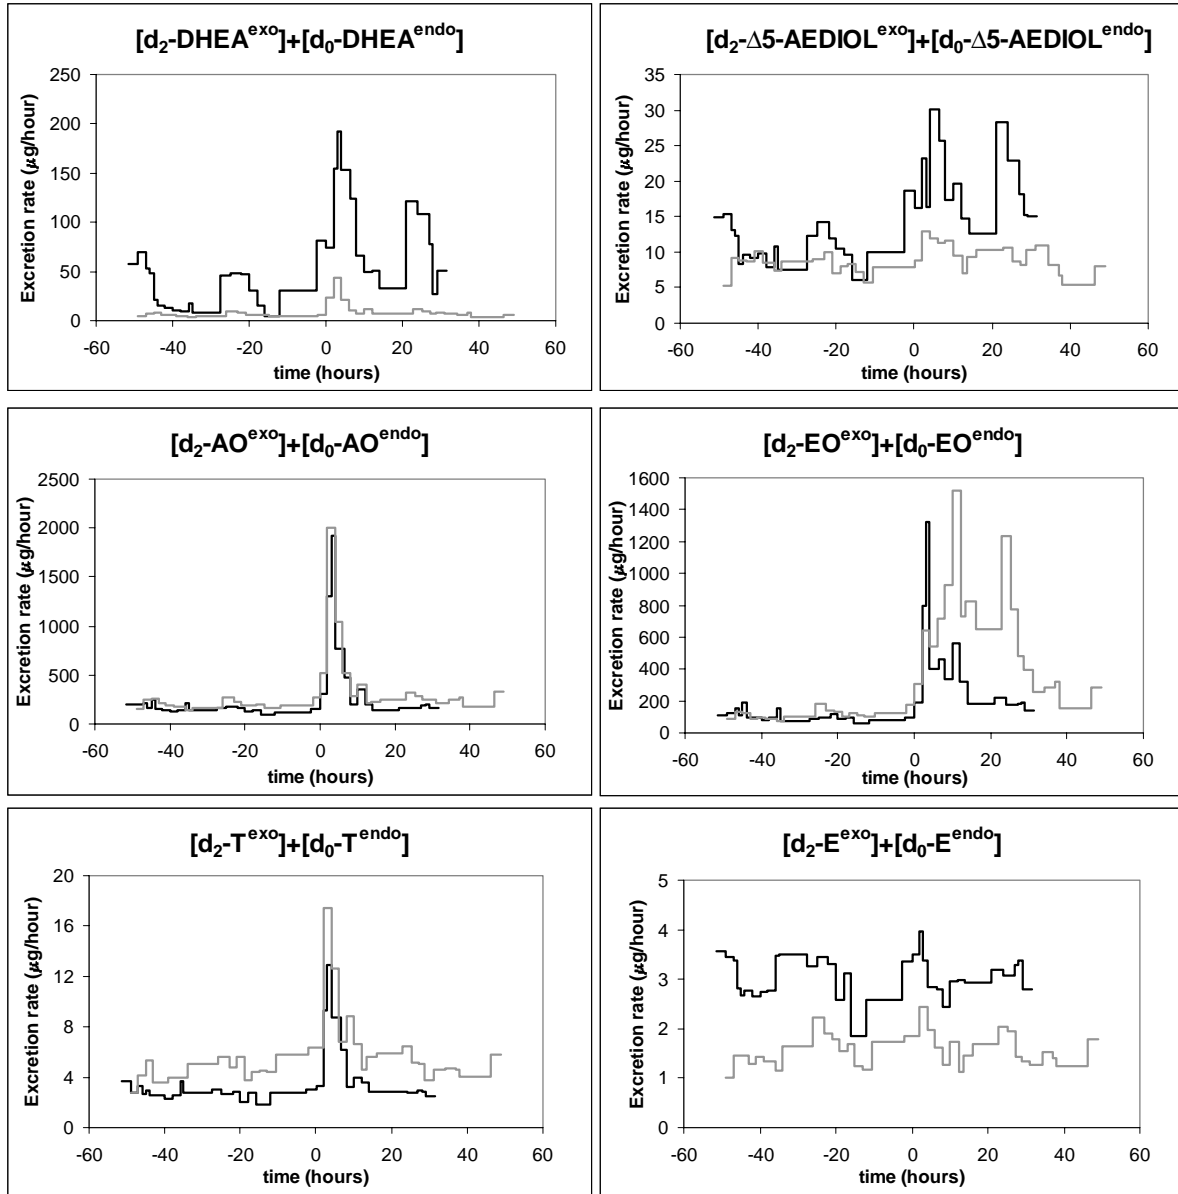 [d₂-DHEAᵉˣᵒ]+[d₀-DHEAᵉⁿᵈᵒ]
Excretion rate (μg/hour)
250
200
150
100
50
0
-60 -40 -20 0 20 40 60
time (hours)
[d₂-Δ5-AEDIOLᵉˣᵒ]+[d₀-Δ5-AEDIOLᵉⁿᵈᵒ]
Excretion rate (μg/hour)
35
30
25
20
15
10
5
0
-60 -40 -20 0 20 40 60
time (hours)
[d₂-AOᵉˣᵒ]+[d₀-AOᵉⁿᵈᵒ]
Excretion rate (μg/hour)
2500
2000
1500
1000
500
0
-60 -40 -20 0 20 40 60
time (hours)
[d₂-EOᵉˣᵒ]+[d₀-EOᵉⁿᵈᵒ]
Excretion rate (μg/hour)
1600
1400
1200
1000
800
600
400
200
0
-60 -40 -20 0 20 40 60
time (hours)
[d₂-Tᵉˣᵒ]+[d₀-Tᵉⁿᵈᵒ]
Excretion rate (μg/hour)
20
16
12
8
4
0
-60 -40 -20 0 20 40 60
time (hours)
[d₂-Eᵉˣᵒ]+[d₀-Eᵉⁿᵈᵒ]
Excretion rate (μg/hour)
5
4
3
2
1
0
-60 -40 -20 0 20 40 60
time (hours)